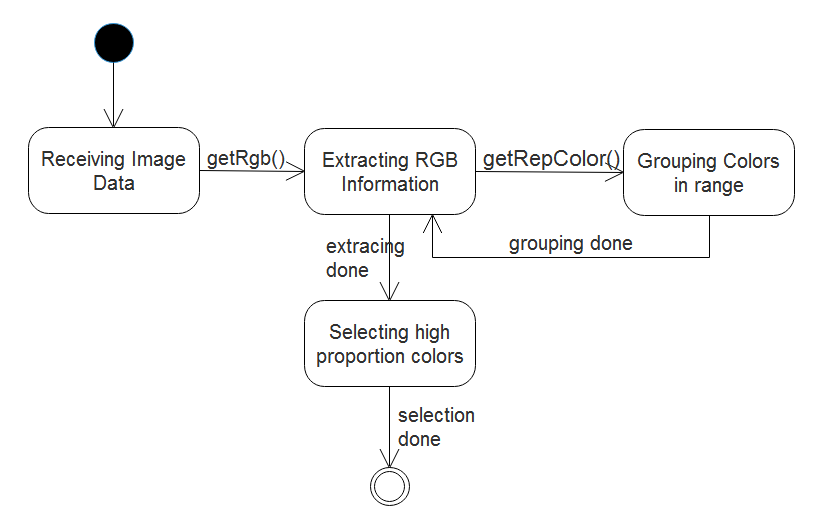 Receiving Image
Data
getRgb()
Extracting RGB
Information
getRepColor()
Grouping Colors
in range
extracing
done
grouping done
Selecting high
proportion colors
selection
done